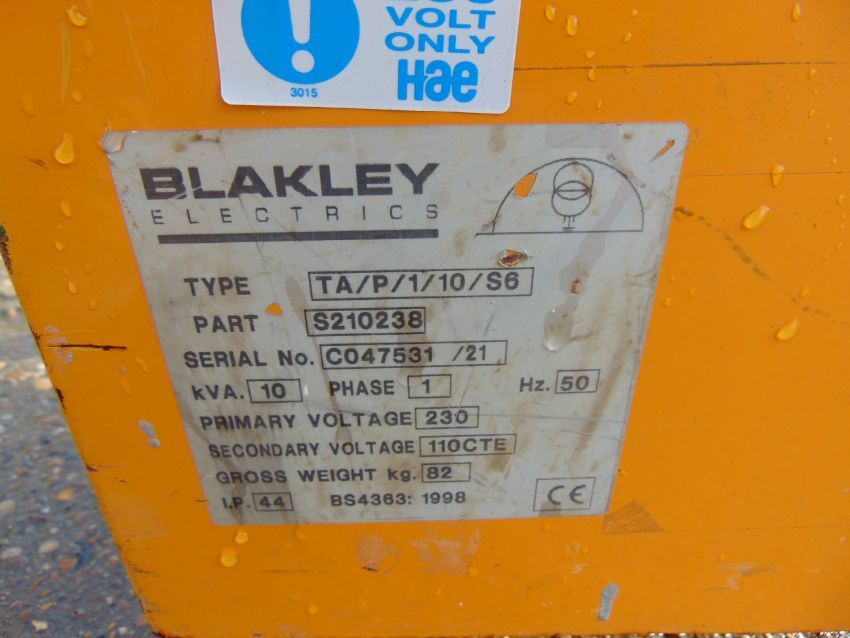 VOLT
ONLY
Hae
3015
BLAKLEY
ELECTRICS
TYPE TA/P/1/10/S6
PART S210238
SERIAL No. C047531 /21
kVA. 10 PHASE 1 Hz. 50
PRIMARY VOLTAGE 230
SECONDARY VOLTAGE 110CTE
GROSS WEIGHT kg. 82
I.P. 44 BS4363: 1998 CE